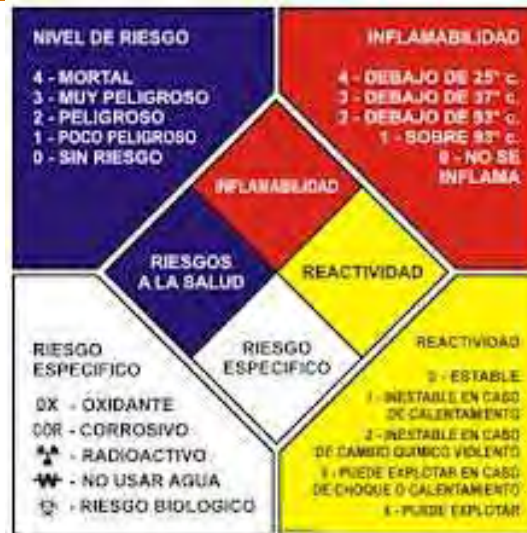 NIVEL DE RIESGO
4 - MORTAL
3 - MUY PELIGROSO
2 - PELIGROSO
1 - POCO PELIGROSO
0 - SIN RIESGO
INFLAMABILIDAD
4 - DEBAJO DE 25° c.
3 - DEBAJO DE 37° c.
2 - DEBAJO DE 93° c.
1 - SOBRE 93° c.
0 - NO SE
INFLAMA
INFLAMABILIDAD
RIESGOS
A LA SALUD
REACTIVIDAD
RIESGO
ESPECIFICO
RIESGO
ESPECIFICO
OX - OXIDANTE
COR - CORROSIVO
- RADIOACTIVO
W - NO USAR AGUA
- RIESGO BIOLOGICO
REACTIVIDAD
0 - ESTABLE
1 - INESTABLE EN CASO
DE CALENTAMIENTO
2 - INESTABLE EN CASO
DE CAMBIO QUIMICO VIOLENTO
3 - PUEDE EXPLOTAR EN CASO
DE CHOQUE O CALENTAMIENTO
4 - PUEDE EXPLOTAR